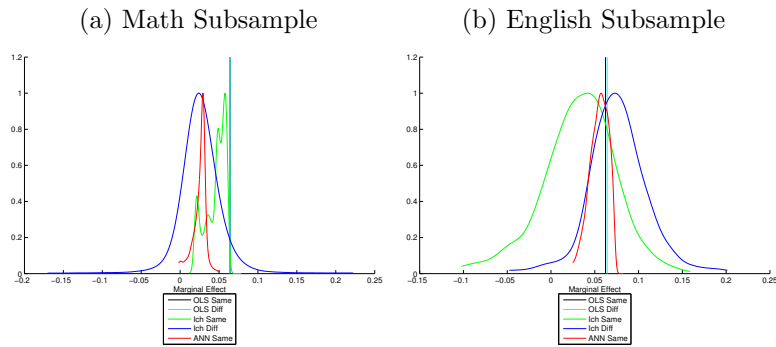 (a) Math Subsample
1.2
1
0.8
0.6
0.4
0.2
0
−0.2 −0.15 −0.1 −0.05 0 0.05 0.1 0.15 0.2 0.25
Marginal Effect
OLS Same
OLS Diff
Ich Same
Ich Diff
ANN Same
(b) English Subsample
1.2
1
0.8
0.6
0.4
0.2
0
−0.15 −0.1 −0.05 0 0.05 0.1 0.15 0.2 0.25
Marginal Effect
OLS Same
OLS Diff
Ich Same
Ich Diff
ANN Same